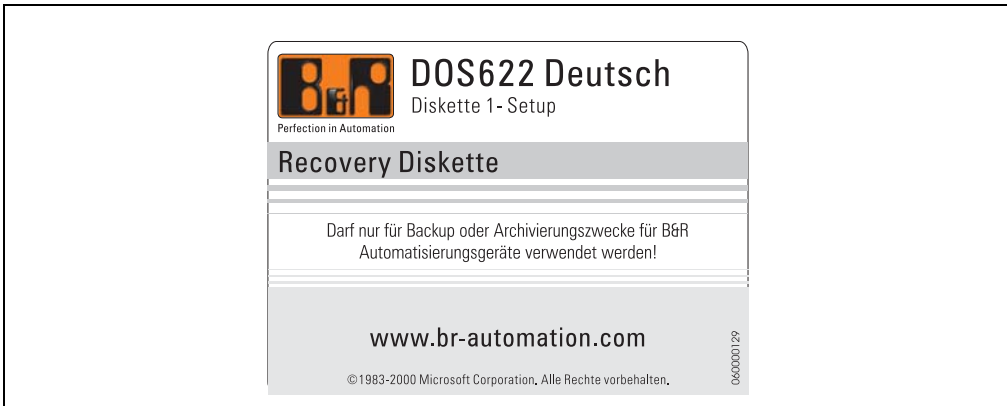 B&R
Perfection in Automation
DOS622 Deutsch
Diskette 1- Setup
Recovery Diskette
Darf nur für Backup oder Archivierungszwecke für B&R
Automatisierungsgeräte verwendet werden!
www.br-automation.com
©1983-2000 Microsoft Corporation. Alle Rechte vorbehalten.
060000129